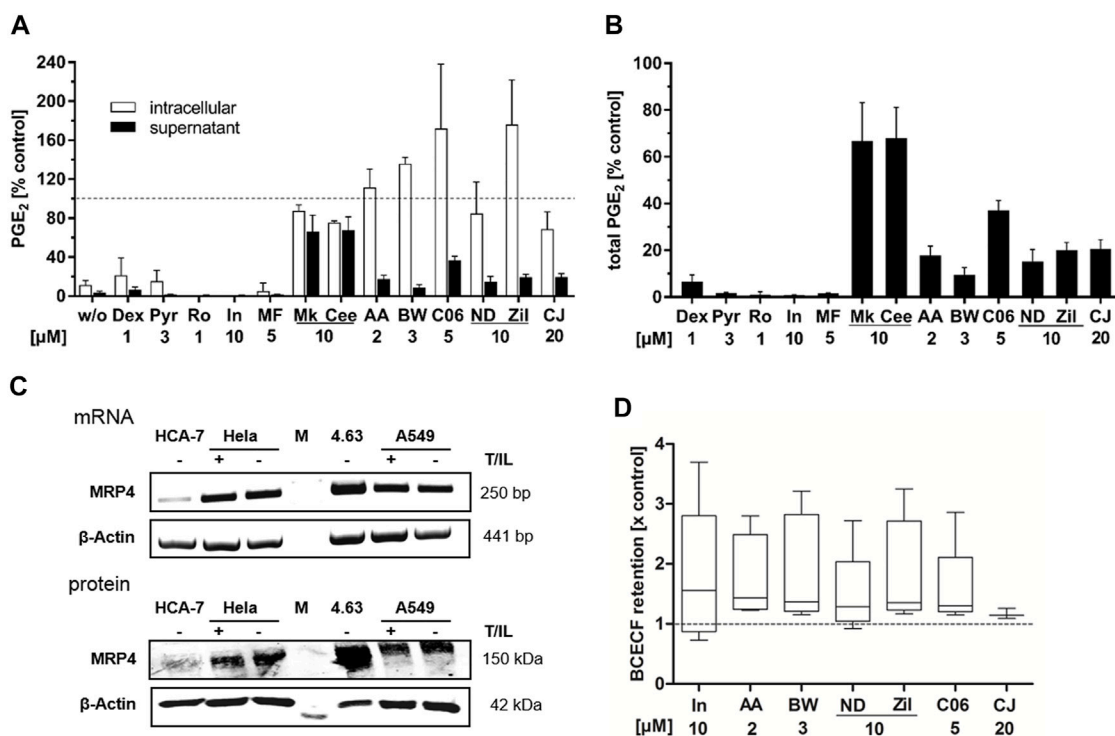 A
PGE2 [% control]
240
200
160
120
80
40
0
intracellular
supernatant
w/o Dex Pyr Ro In MF Mk Cee AA BW C06 ND Zil CJ
[µM] 1 3 1 10 5 10 2 3 5 10 20
B
total PGE2 [% control]
100
80
60
40
20
0
Dex Pyr Ro In MF Mk Cee AA BW C06 ND Zil CJ
[µM] 1 3 1 10 5 10 2 3 5 10 20
C
mRNA
HCA-7 Hela M 4.63 A549
- + - - + - T/IL
MRP4 250 bp
β-Actin 441 bp
protein
HCA-7 Hela M 4.63 A549
- + - - + - T/IL
MRP4 150 kDa
β-Actin 42 kDa
D
BCECF retention [x control]
4
3
2
1
0
In AA BW ND Zil C06 CJ
[µM] 10 2 3 10 5 20